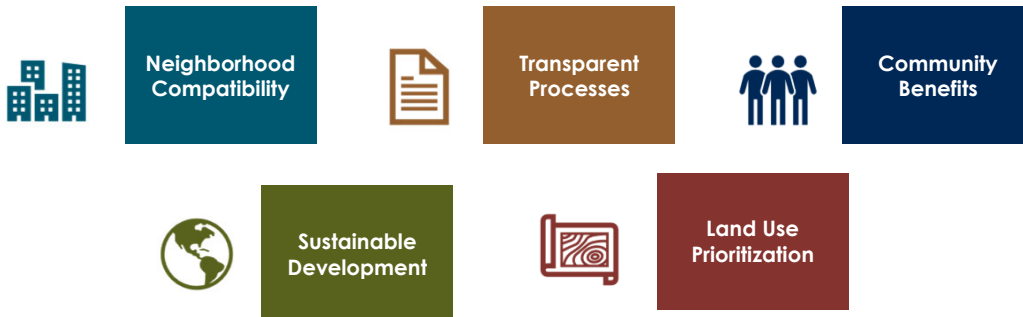 Neighborhood
Compatibility
Transparent
Processes
Community
Benefits
Sustainable
Development
Land Use
Prioritization